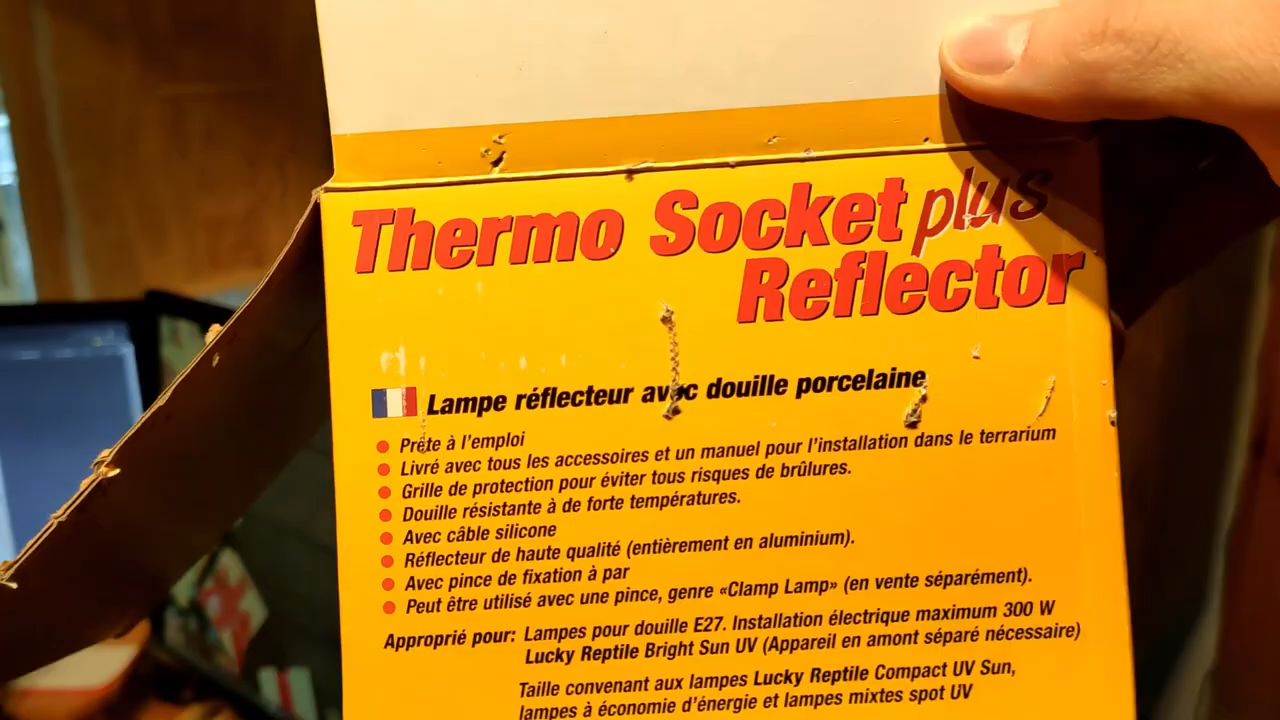 Thermo Socket plus
Reflector
Lampe réflecteur avec douille porcelaine
Prête à l'emploi
Livré avec tous les accessoires et un manuel pour l'installation dans le terrarium
Grille de protection pour éviter tous risques de brûlures.
Douille résistante à de forte températures.
Avec câble silicone
Réflecteur de haute qualité (entièrement en aluminium).
Avec pince de fixation à par
Peut être utilisé avec une pince, genre «Clamp Lamp» (en vente séparément).
Approprié pour: Lampes pour douille E27. Installation électrique maximum 300 W
Lucky Reptile Bright Sun UV (Appareil en amont séparé nécessaire)
Taille convenant aux lampes Lucky Reptile Compact UV Sun,
lampes à économie d'énergie et lampes mixtes spot UV